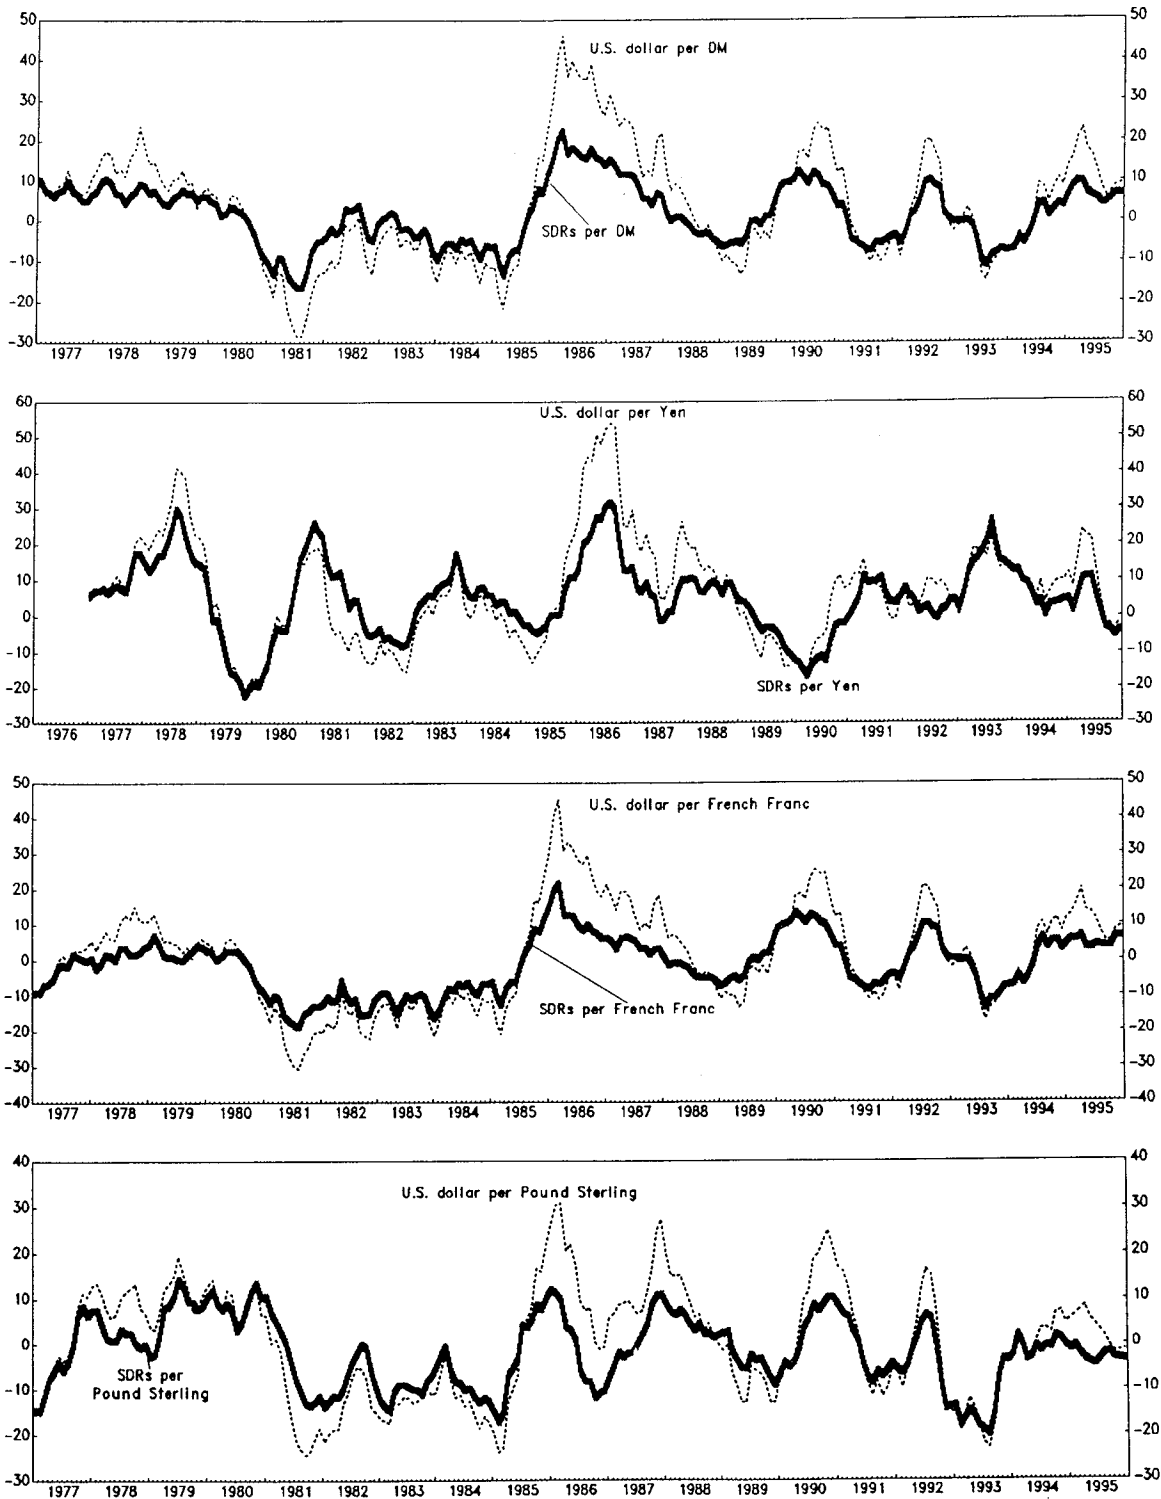 50 50
U.S. dollar per DM
40 40
30 30
20 20
10 10
0 0
SDRs per DM
-10 -10
-20 -20
-30 -30
1977 1978 1979 1980 1981 1982 1983 1984 1985 1986 1987 1988 1989 1990 1991 1992 1993 1994 1995
60 60
U.S. dollar per Yen
50 50
40 40
30 30
20 20
10 10
0 0
-10 -10
SDRs per Yen
-20 -20
-30 -30
1976 1977 1978 1979 1980 1981 1982 1983 1984 1985 1986 1987 1988 1989 1990 1991 1992 1993 1994 1995
50 50
U.S. dollar per French Franc
40 40
30 30
20 20
10 10
0 0
-10 -10
SDRs per French Franc
-20 -20
-30 -30
-40 -40
1977 1978 1979 1980 1981 1982 1983 1984 1985 1986 1987 1988 1989 1990 1991 1992 1993 1994 1995
40 40
U.S. dollar per Pound Sterling
30 30
20 20
10 10
0 0
SDRs per
Pound Sterling
-10 -10
-20 -20
-30 -30
1977 1978 1979 1980 1981 1982 1983 1984 1985 1986 1987 1988 1989 1990 1991 1992 1993 1994 1995